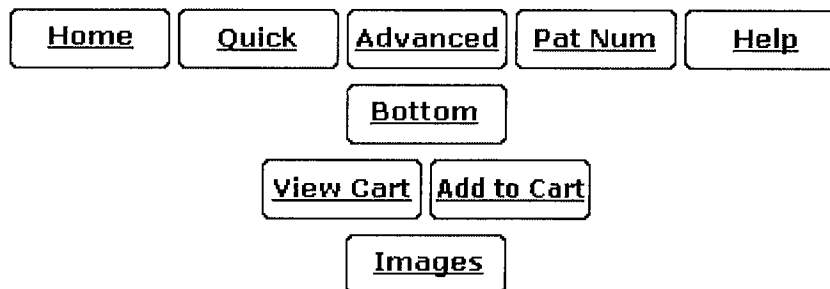 Home Quick Advanced Pat Num Help
Bottom
View Cart Add to Cart
Images